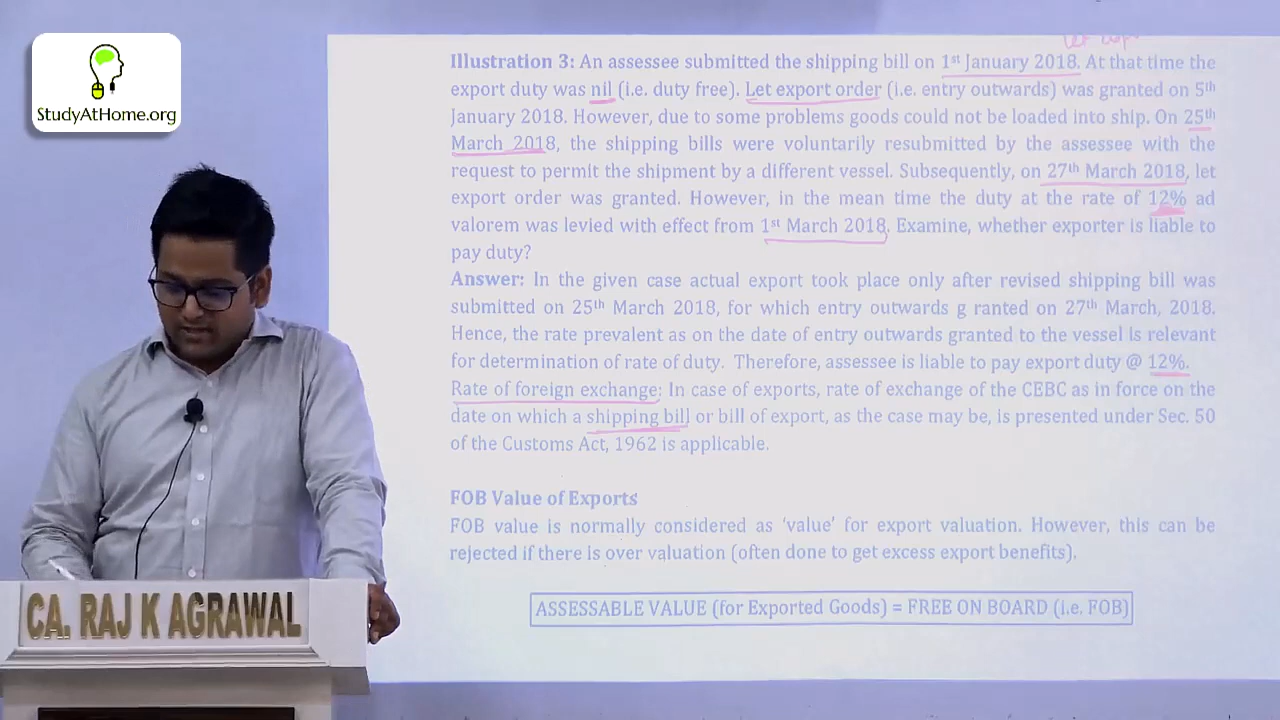 StudyAtHome.org
Illustration 3: An assessee submitted the shipping bill on 1st January 2018. At that time the
export duty was nil (i.e. duty free). Let export order (i.e. entry outwards) was granted on 5th
January 2018. However, due to some problems goods could not be loaded into ship. On 25th
March 2018, the shipping bills were voluntarily resubmitted by the assessee with the
request to permit the shipment by a different vessel. Subsequently, on 27th March 2018, let
export order was granted. However, in the mean time the duty at the rate of 12% ad
valorem was levied with effect from 1st March 2018. Examine, whether exporter is liable to
pay duty?
Answer: In the given case actual export took place only after revised shipping bill was
submitted on 25th March 2018, for which entry outwards g ranted on 27th March, 2018.
Hence, the rate prevalent as on the date of entry outwards granted to the vessel is relevant
for determination of rate of duty. Therefore, assessee is liable to pay export duty @ 12%.
Rate of foreign exchange: In case of exports, rate of exchange of the CEBC as in force on the
date on which a shipping bill or bill of export, as the case may be, is presented under Sec. 50
of the Customs Act, 1962 is applicable.
FOB Value of Exports
FOB value is normally considered as 'value' for export valuation. However, this can be
rejected if there is over valuation (often done to get excess export benefits).
ASSESSABLE VALUE (for Exported Goods) = FREE ON BOARD (i.e. FOB)
CA. RAJ K AGRAWAL